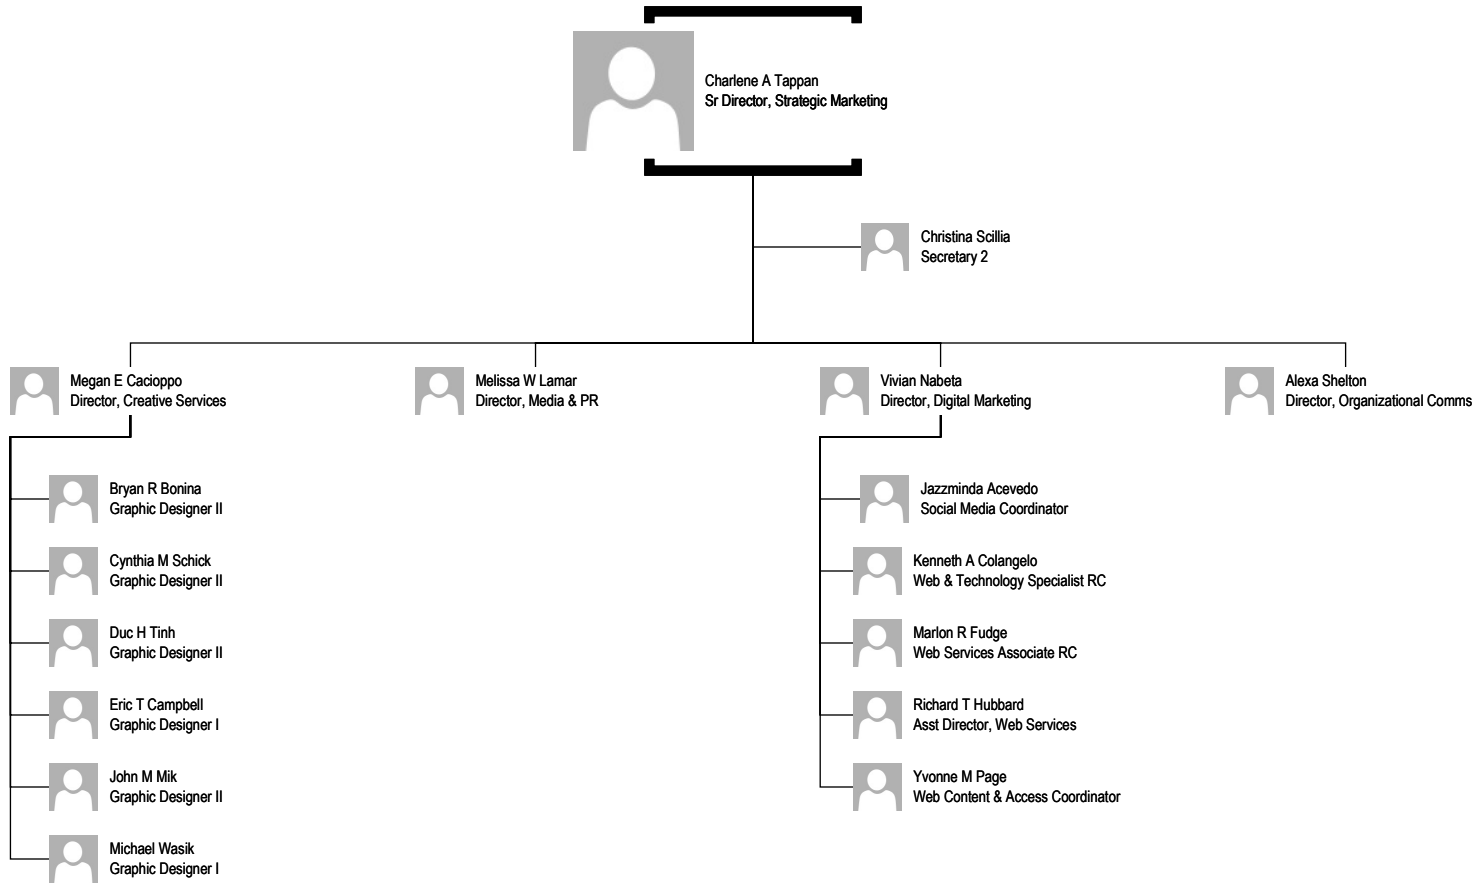 Charlene A Tappan
Sr Director, Strategic Marketing
Christina Scillia
Secretary 2
Megan E Cacioppo
Director, Creative Services
Melissa W Lamar
Director, Media & PR
Vivian Nabeta
Director, Digital Marketing
Alexa Shelton
Director, Organizational Comms
Bryan R Bonina
Graphic Designer II
Cynthia M Schick
Graphic Designer II
Duc H Tinh
Graphic Designer II
Eric T Campbell
Graphic Designer I
John M Mik
Graphic Designer II
Michael Wasik
Graphic Designer I
Jazzminda Acevedo
Social Media Coordinator
Kenneth A Colangelo
Web & Technology Specialist RC
Marlon R Fudge
Web Services Associate RC
Richard T Hubbard
Asst Director, Web Services
Yvonne M Page
Web Content & Access Coordinator